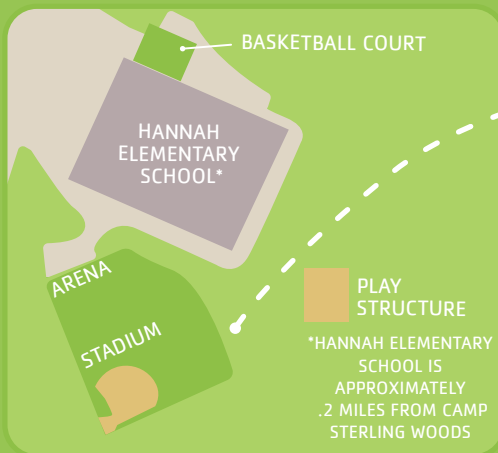 BASKETBALL COURT
HANNAH
ELEMENTARY
SCHOOL*
ARENA
STADIUM
PLAY
STRUCTURE
*HANNAH ELEMENTARY
SCHOOL IS
APPROXIMATELY
.2 MILES FROM CAMP
STERLING WOODS